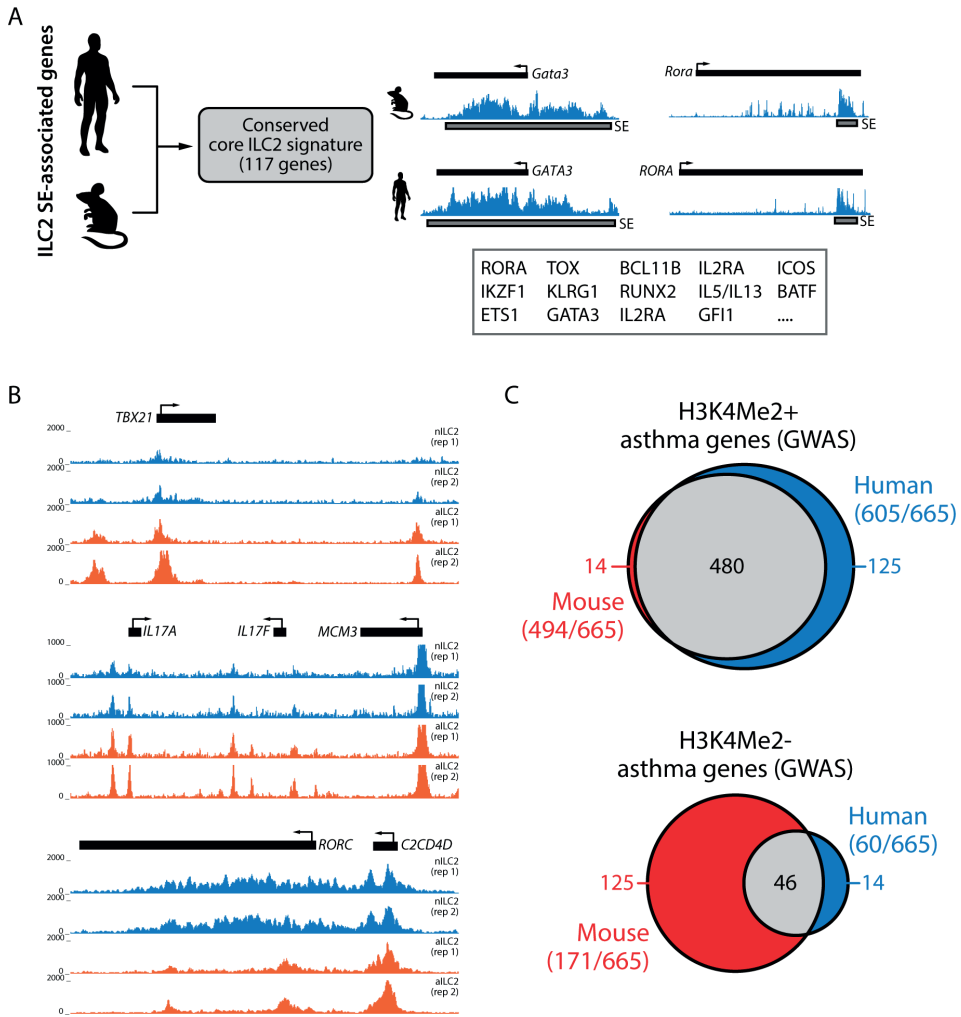 A
ILC2 SE-associated genes
Conserved
core ILC2 signature
(117 genes)
Gata3
SE
Rora
SE
GATA3
SE
RORA
SE
RORA TOX BCL11B IL2RA ICOS
IKZF1 KLRG1 RUNX2 IL5/IL13 BATF
ETS1 GATA3 IL2RA GFI1 ....
B
TBX21
2000
nILC2
(rep 1)
0
2000
nILC2
(rep 2)
0
2000
aILC2
(rep 1)
0
2000
aILC2
(rep 2)
0
IL17A IL17F MCM3
1000
nILC2
(rep 1)
0
1000
nILC2
(rep 2)
0
1000
aILC2
(rep 1)
0
1000
aILC2
(rep 2)
0
RORC C2CD4D
2000
nILC2
(rep 1)
0
2000
nILC2
(rep 2)
0
2000
aILC2
(rep 1)
0
2000
aILC2
(rep 2)
0
C
H3K4Me2+
asthma genes (GWAS)
Human
(605/665)
14 480 125
Mouse
(494/665)
H3K4Me2-
asthma genes (GWAS)
Human
(60/665)
125 46 14
Mouse
(171/665)